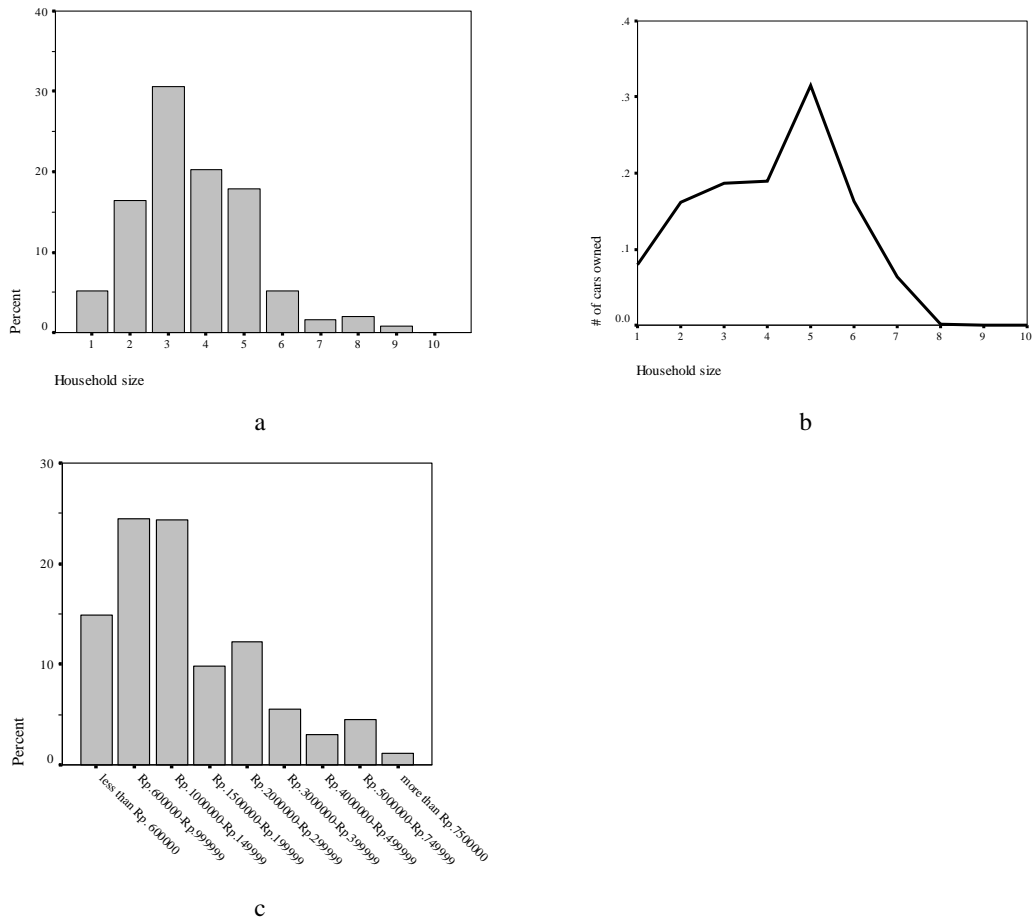 40
30
20
10
0
Percent
1 2 3 4 5 6 7 8 9 10
Household size
a
.4
.3
.2
.1
0.0
# of cars owned
1 2 3 4 5 6 7 8 9 10
Household size
b
30
20
10
0
Percent
less than Rp. 600000
Rp.600000-Rp.999999
Rp.1000000-Rp.149999
Rp.1500000-Rp.199999
Rp.2000000-Rp.299999
Rp.3000000-Rp.399999
Rp.4000000-Rp.499999
Rp.5000000-Rp.749999
more than Rp.7500000
c